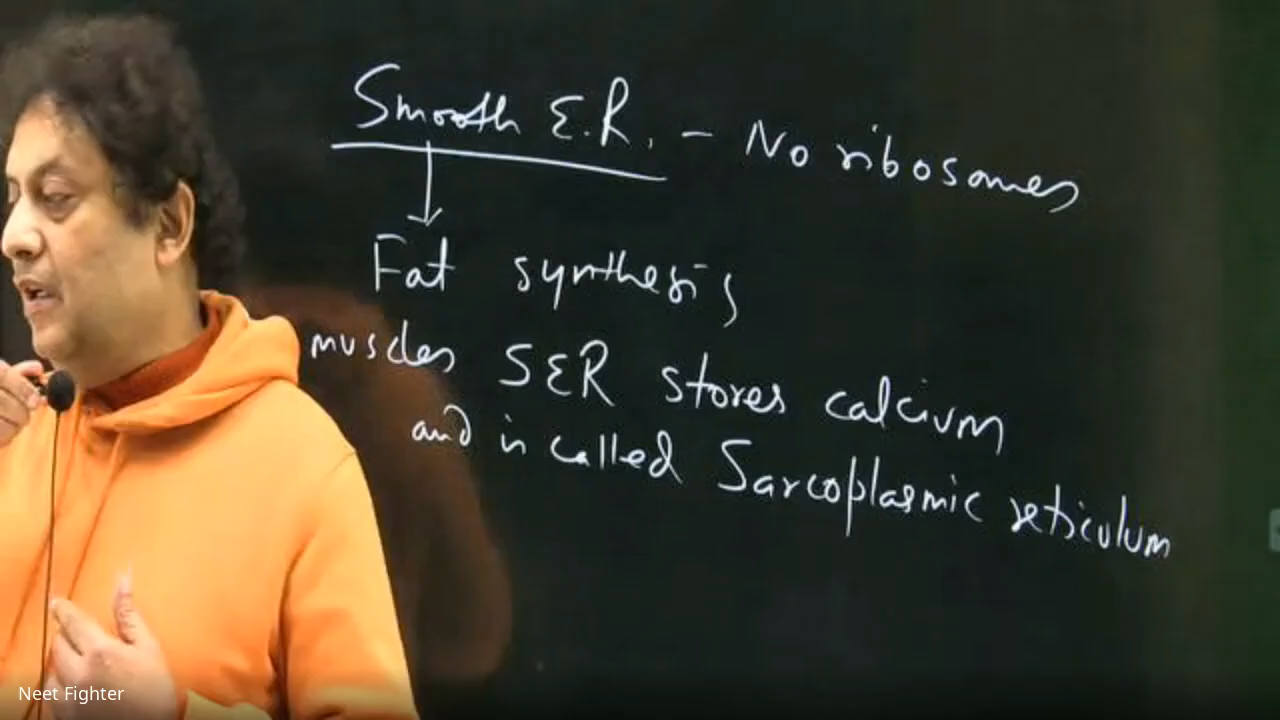 Smooth E.R. - No ribosomes
Fat synthesis
muscles SER stores calcium
and is called Sarcoplasmic reticulum
Neet Fighter